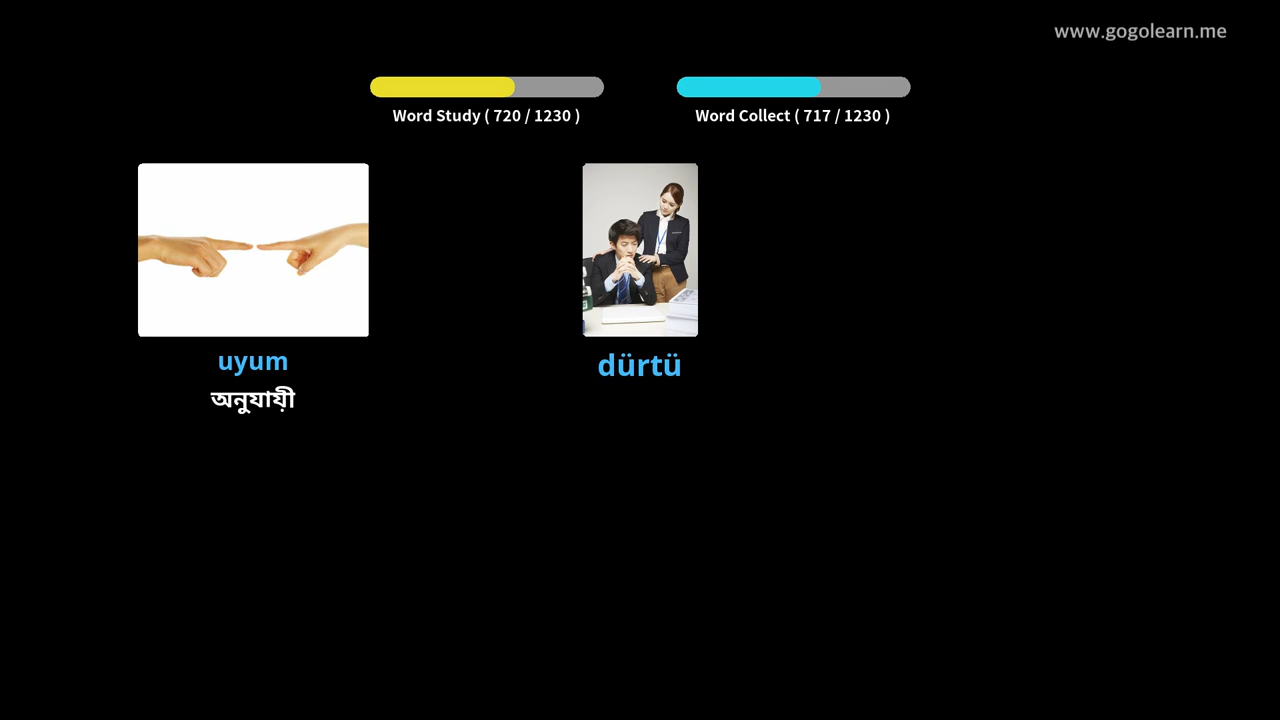 www.gogolearn.me
Word Study ( 720 / 1230 )
Word Collect ( 717 / 1230 )
uyum
অনুযায়ী
dürtü